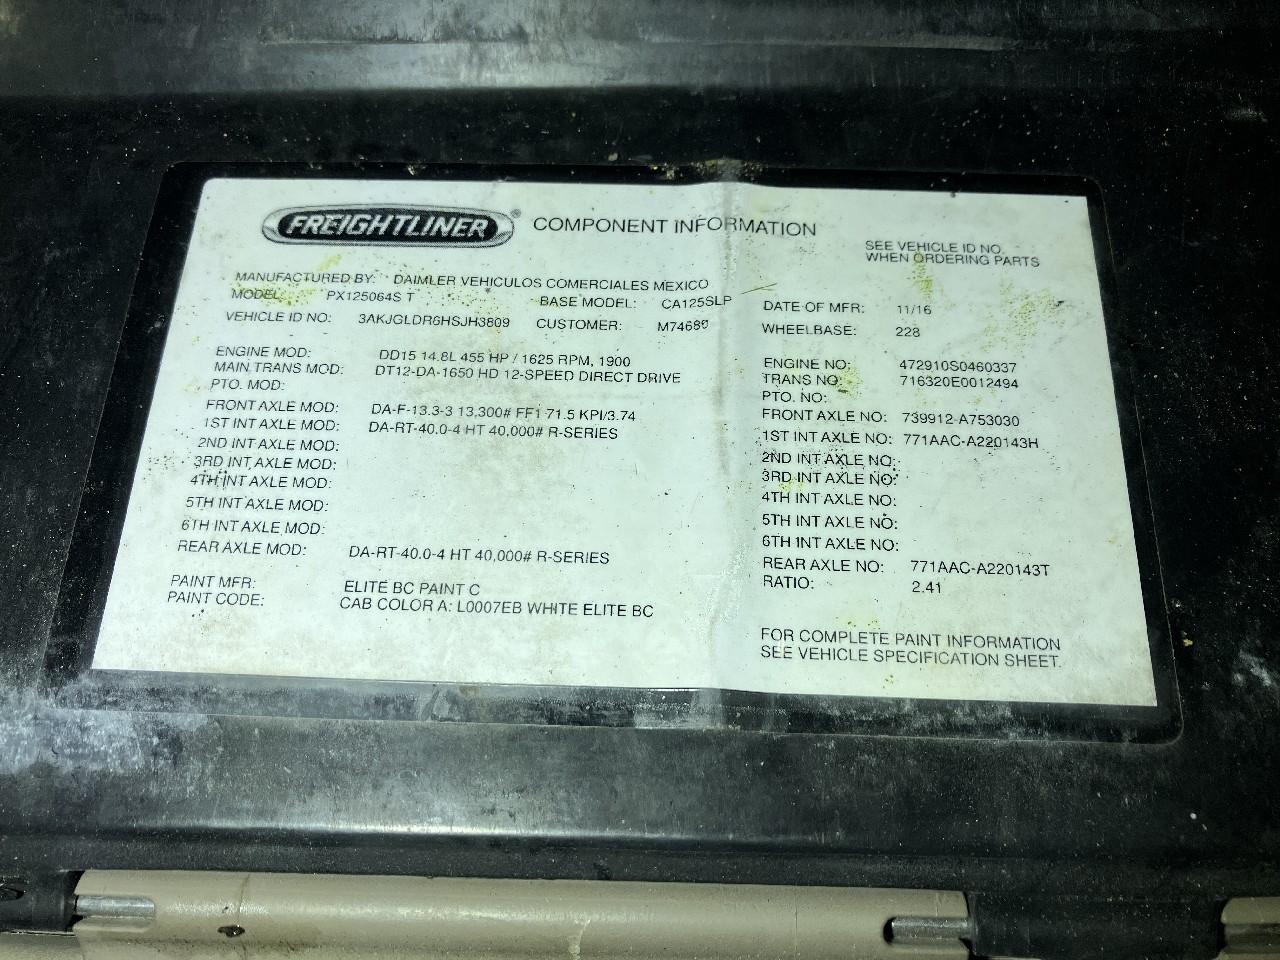 FREIGHTLINER ® COMPONENT INFORMATION
SEE VEHICLE ID NO.
WHEN ORDERING PARTS
MANUFACTURED BY: DAIMLER VEHICULOS COMERCIALES MEXICO
MODEL: PX125064S T BASE MODEL: CA125SLP DATE OF MFR: 11/16
VEHICLE ID NO: 3AKJGLDR6HSJH3809 CUSTOMER: M74680 WHEELBASE: 228
ENGINE MOD: DD15 14.8L 455 HP / 1625 RPM, 1900 ENGINE NO: 472910S0460337
MAIN TRANS MOD: DT12-DA-1650 HD 12-SPEED DIRECT DRIVE TRANS NO: 716320E0012494
PTO. MOD: PTO. NO:
FRONT AXLE MOD: DA-F-13.3-3 13,300# FF1 71.5 KPI/3.74 FRONT AXLE NO: 739912-A753030
1ST INT AXLE MOD: DA-RT-40.0-4 HT 40,000# R-SERIES 1ST INT AXLE NO: 771AAC-A220143H
2ND INT AXLE MOD: 2ND INT AXLE NO:
3RD INT AXLE MOD: 3RD INT AXLE NO:
4TH INT AXLE MOD: 4TH INT AXLE NO:
5TH INT AXLE MOD: 5TH INT AXLE NO:
6TH INT AXLE MOD: 6TH INT AXLE NO:
REAR AXLE MOD: DA-RT-40.0-4 HT 40,000# R-SERIES REAR AXLE NO: 771AAC-A220143T
RATIO: 2.41
PAINT MFR: ELITE BC PAINT C
PAINT CODE: CAB COLOR A: L0007EB WHITE ELITE BC
FOR COMPLETE PAINT INFORMATION
SEE VEHICLE SPECIFICATION SHEET.